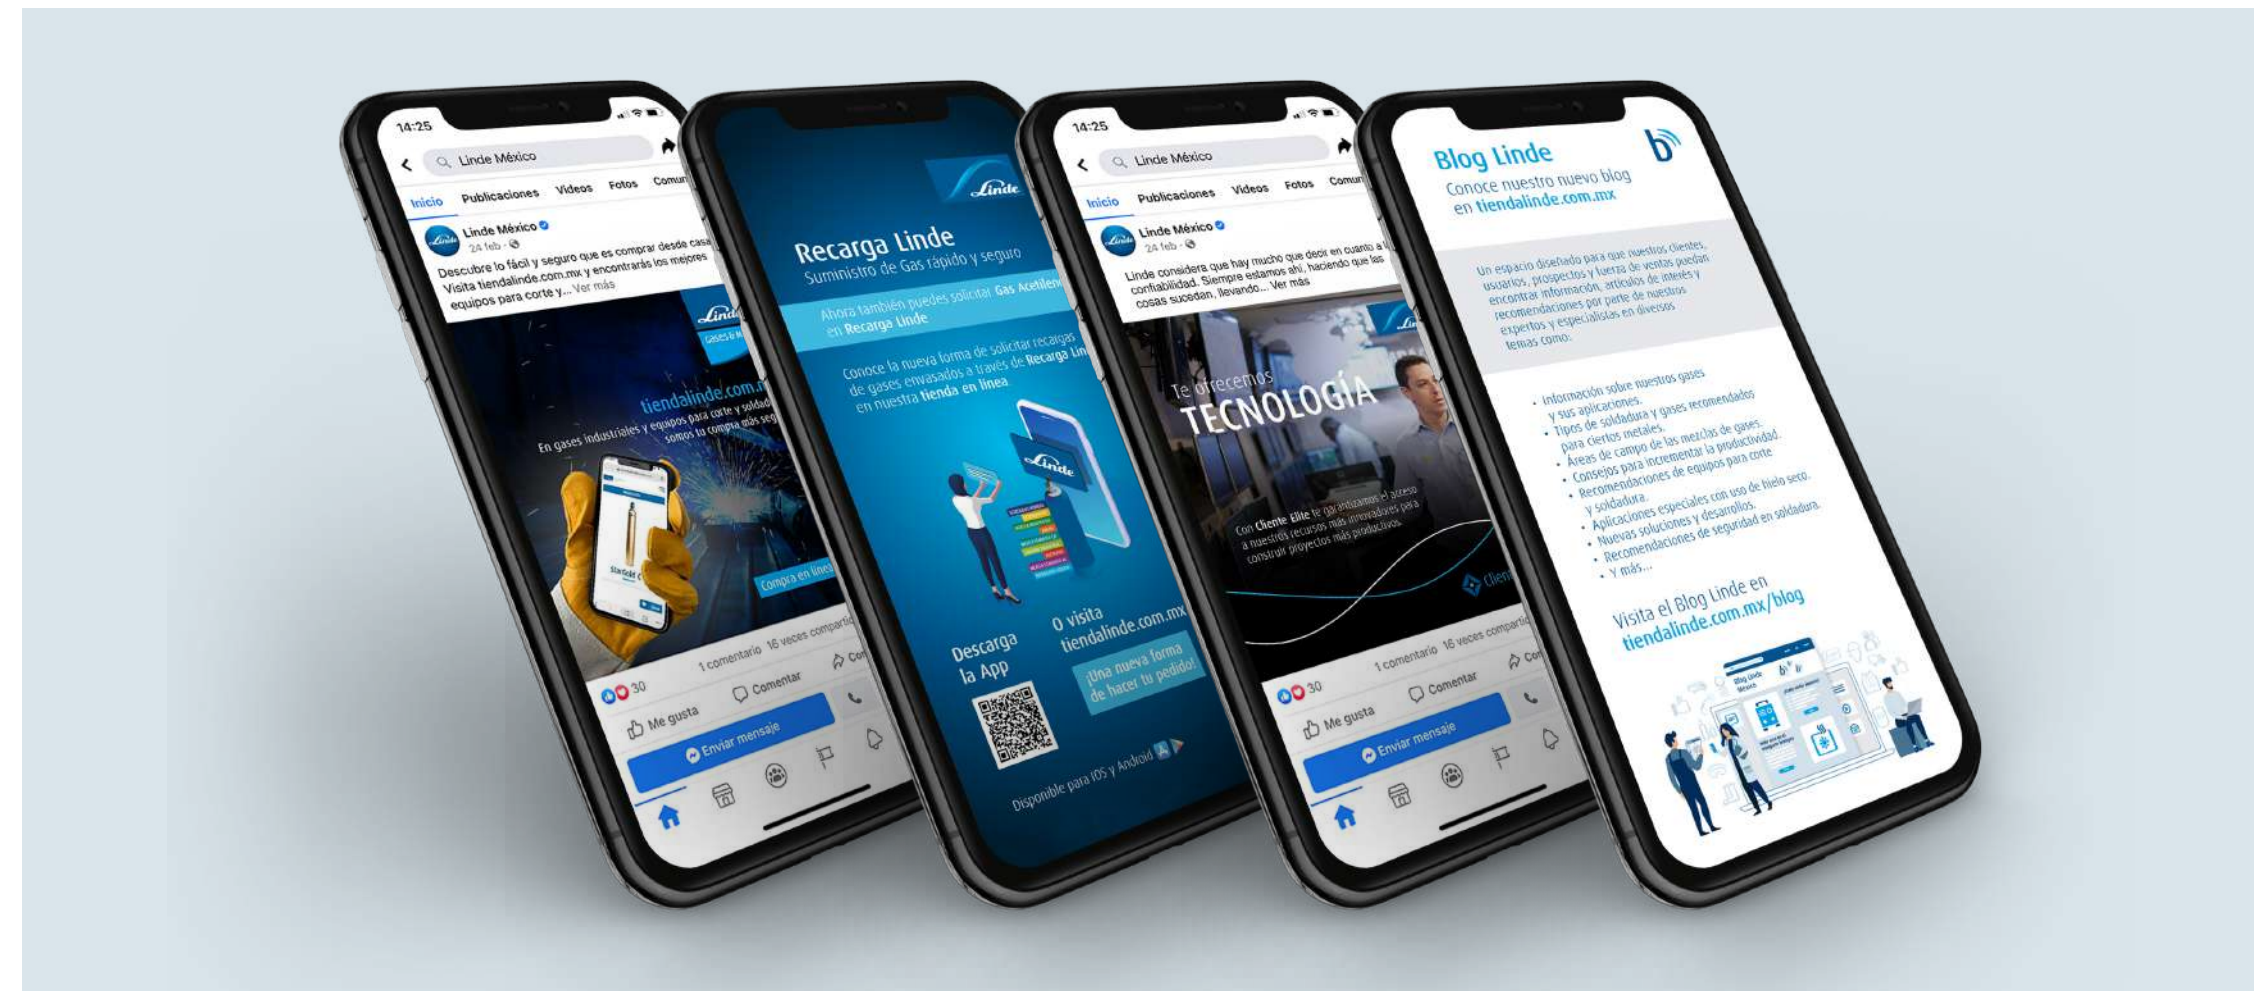 14:25
Linde México
Inicio Publicaciones Videos Fotos
Linde México
24 feb
Descubre lo fácil y seguro que es comprar desde casa
Visita tiendalinde.com.mx y encontrarás los mejores
equipos para corte y... Ver más
tiendalinde.com.
En gases industriales y equipos para corte y
somos tu compra más
Compra en línea
30
1 comentario 16 veces
Me gusta
Comentar
Enviar mensaje
Linde
Recarga Linde
Suministro de Gas rápido y seguro
Ahora también puedes solicitar Gas Acetileno
en Recarga Linde
Conoce la nueva forma de solicitar recargas
de gases envasados a través de Recarga
en nuestra tienda en línea.
Linde
Descarga
la App
O visita
tiendalinde.com.mx
¡Una nueva forma
de hacer tu pedido!
Disponible para IOS y Android
14:25
Linde México
Inicio Publicaciones Videos Fotos
Linde México
24 feb
Linde considera que hay mucho que decir en cuanto a
confiabilidad. Siempre estamos ahí, haciendo que las
cosas sucedan, llevando... Ver más
Te ofrecemos
TECNOLOGÍA
Con Cliente Elite te garantizamos el acceso
a nuestros recursos más innovadores para
construir proyectos más productivos.
30
1 comentario 16 veces
Me gusta
Comentar
Enviar mensaje
b
Blog Linde
Conoce nuestro nuevo blog
en tiendalinde.com.mx
Un espacio diseñado para que nuestros clientes,
usuarios, prospectos y fuerza de ventas puedan
encontrar información, artículos de interés y
recomendaciones por parte de nuestros
expertos y especialistas en diversos
temas como:
• Información sobre nuestros gases
y sus aplicaciones.
• Tipos de soldadura y gases recomendados
para ciertos metales.
• Áreas de campo de las mezclas de gases.
• Consejos para incrementar la productividad.
• Recomendaciones de equipos para corte
y soldadura.
• Aplicaciones especiales con uso de hielo seco.
• Nuevas soluciones y desarrollos.
• Recomendaciones de seguridad en soldadura.
• Y más...
Visita el Blog Linde en
tiendalinde.com.mx/blog
Blog Linde
México